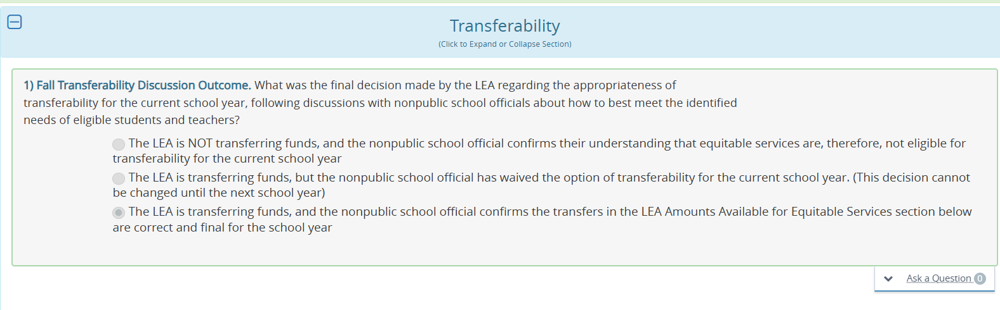 Transferability
(Click to Expand or Collapse Section)
1) Fall Transferability Discussion Outcome. What was the final decision made by the LEA regarding the appropriateness of
transferability for the current school year, following discussions with nonpublic school officials about how to best meet the identified
needs of eligible students and teachers?
The LEA is NOT transferring funds, and the nonpublic school official confirms their understanding that equitable services are, therefore, not eligible for
transferability for the current school year
The LEA is transferring funds, but the nonpublic school official has waived the option of transferability for the current school year. (This decision cannot
be changed until the next school year)
The LEA is transferring funds, and the nonpublic school official confirms the transfers in the LEA Amounts Available for Equitable Services section below
are correct and final for the school year
Ask a Question 0